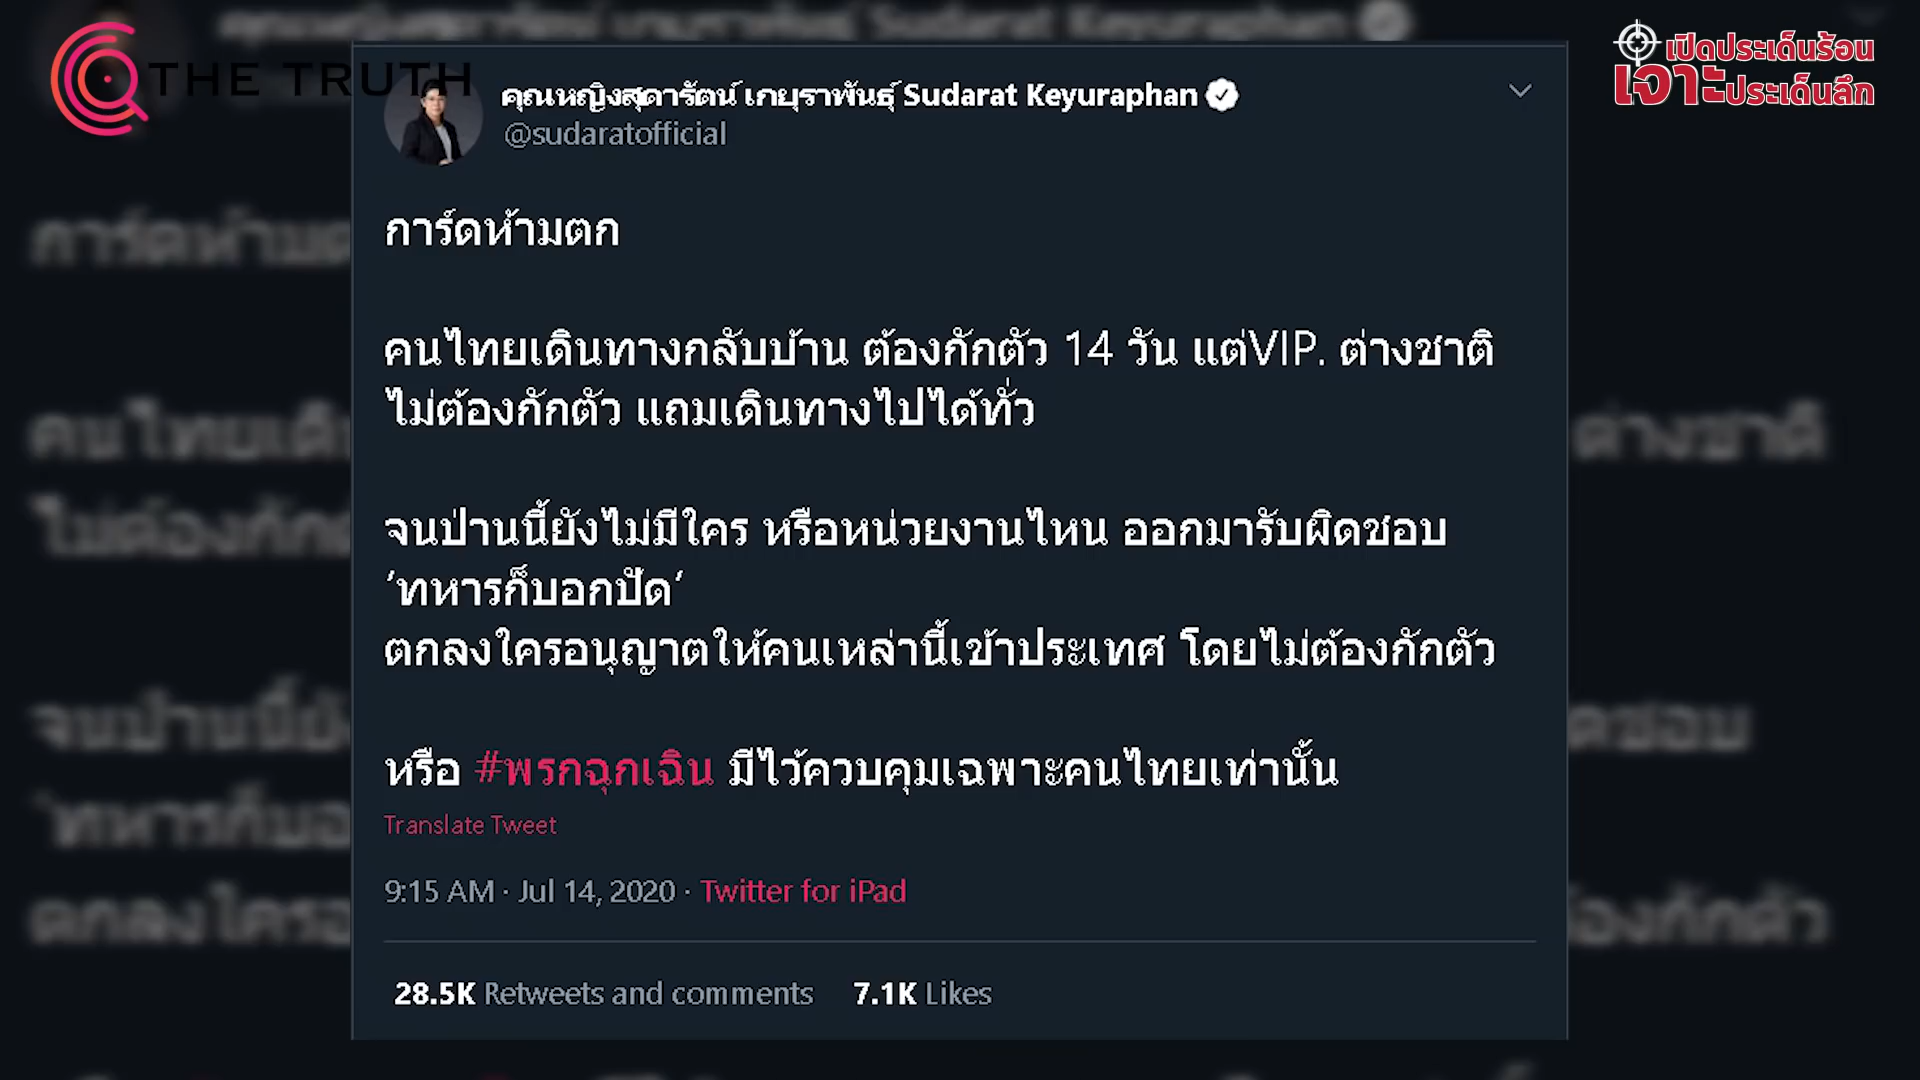 THE TRUTH
เปิดประเด็นร้อน
เจาะประเด็นลึก
คุณหญิงสุดารัตน์ เกยุราพันธุ์ Sudarat Keyuraphan
@sudaratofficial
การ์ดห้ามตก
คนไทยเดินทางกลับบ้าน ต้องกักตัว 14 วัน แต่VIP. ต่างชาติ
ไม่ต้องกักตัว แถมเดินทางไปได้ทั่ว
จนป่านนี้ยังไม่มีใคร หรือหน่วยงานไหน ออกมารับผิดชอบ
‘ทหารก็บอกปัด‘
ตกลงใครอนุญาตให้คนเหล่านี้เข้าประเทศ โดยไม่ต้องกักตัว
หรือ #พรกฉุกเฉิน มีไว้ควบคุมเฉพาะคนไทยเท่านั้น
Translate Tweet
9:15 AM · Jul 14, 2020 · Twitter for iPad
28.5K Retweets and comments 7.1K Likes